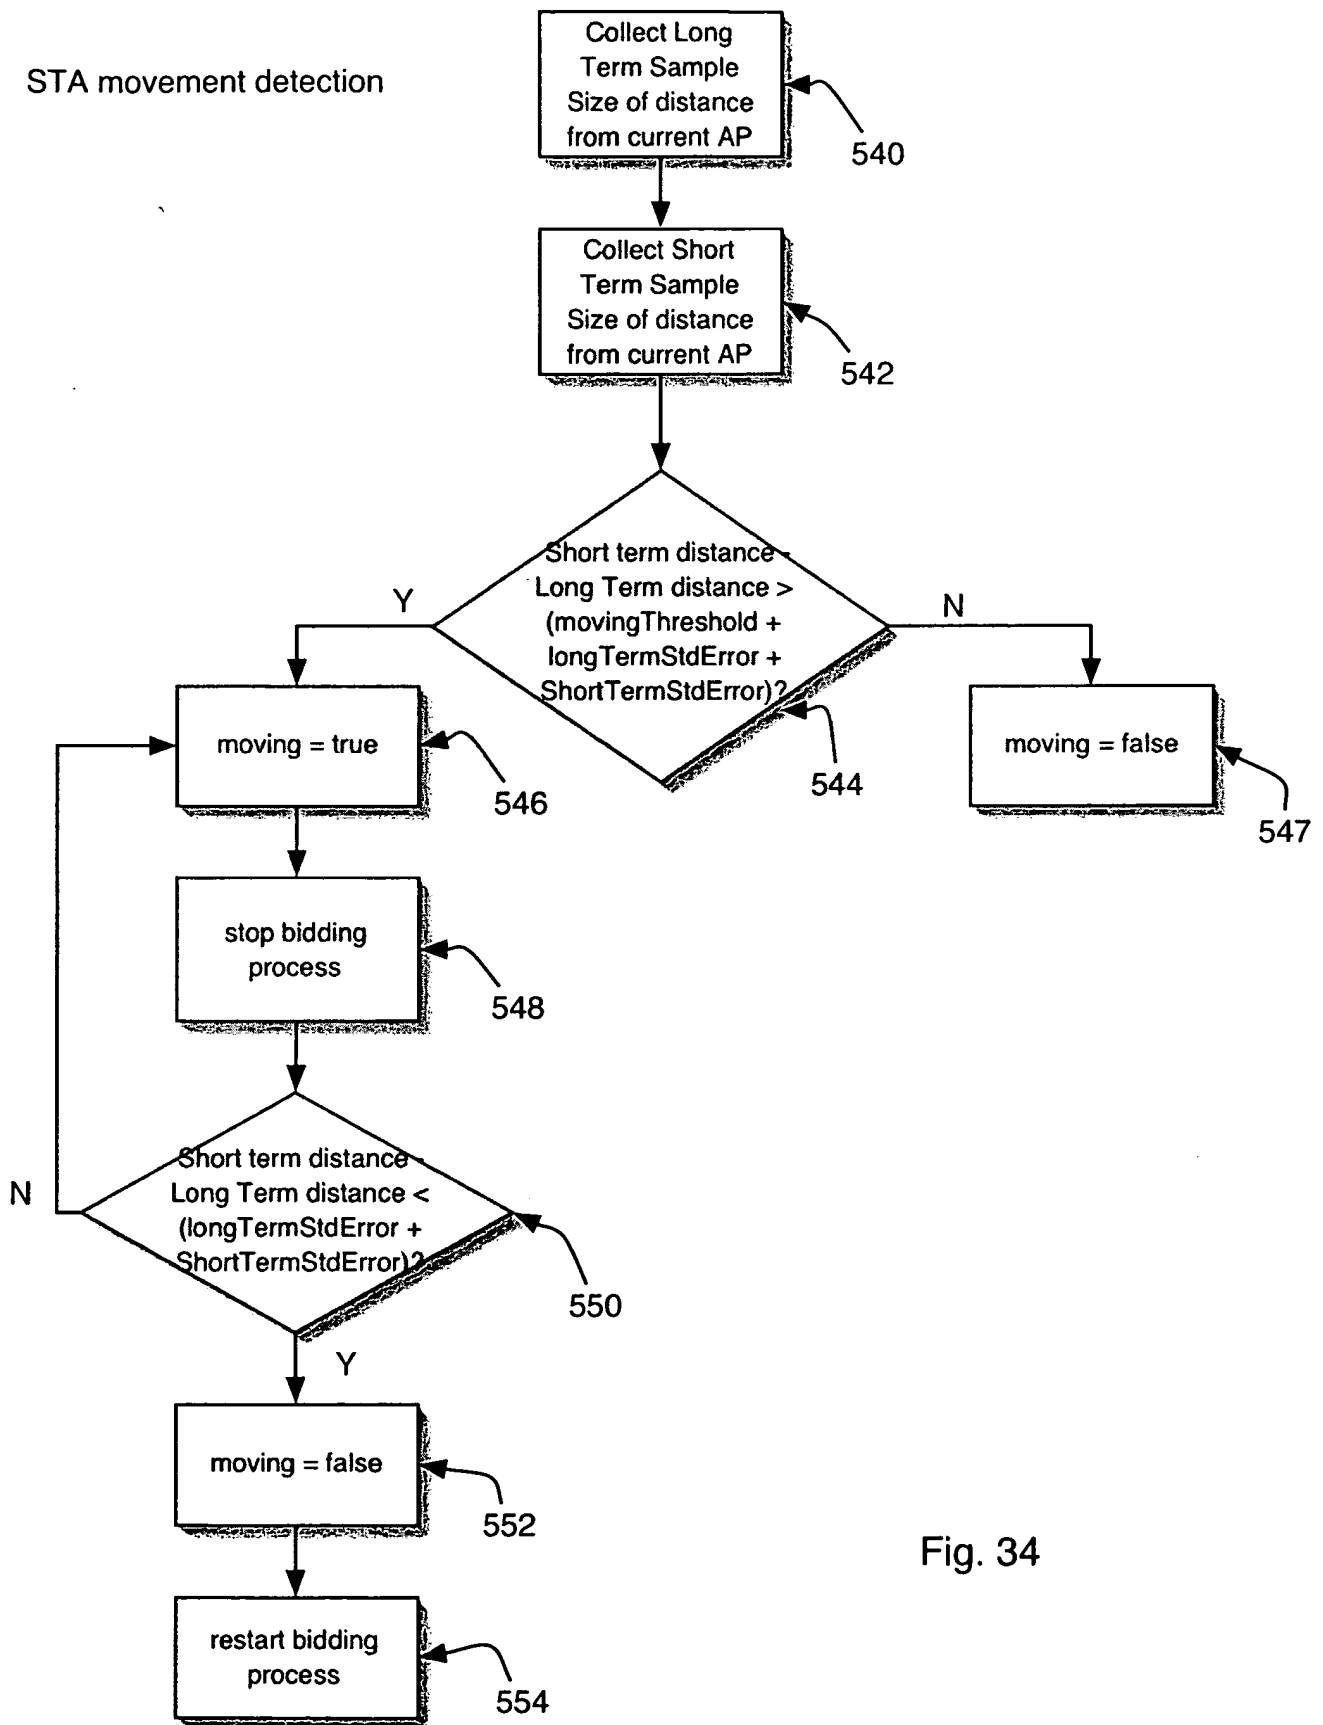 STA movement detection
Collect Long
Term Sample
Size of distance
from current AP
540
Collect Short
Term Sample
Size of distance
from current AP
542
Short term distance -
Long Term distance >
(movingThreshold +
longTermStdError +
ShortTermStdError)?
544
Y
N
moving = true
546
moving = false
547
stop bidding
process
548
Short term distance -
Long Term distance <
(longTermStdError +
ShortTermStdError)?
550
N
Y
moving = false
552
restart bidding
process
554
Fig. 34